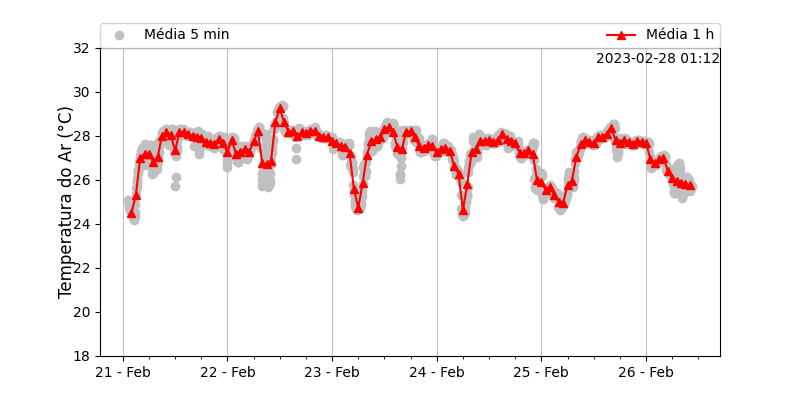 Média 5 min
Média 1 h
2023-02-28 01:12
Temperatura do Ar (°C)
32
30
28
26
24
22
20
18
21 - Feb
22 - Feb
23 - Feb
24 - Feb
25 - Feb
26 - Feb